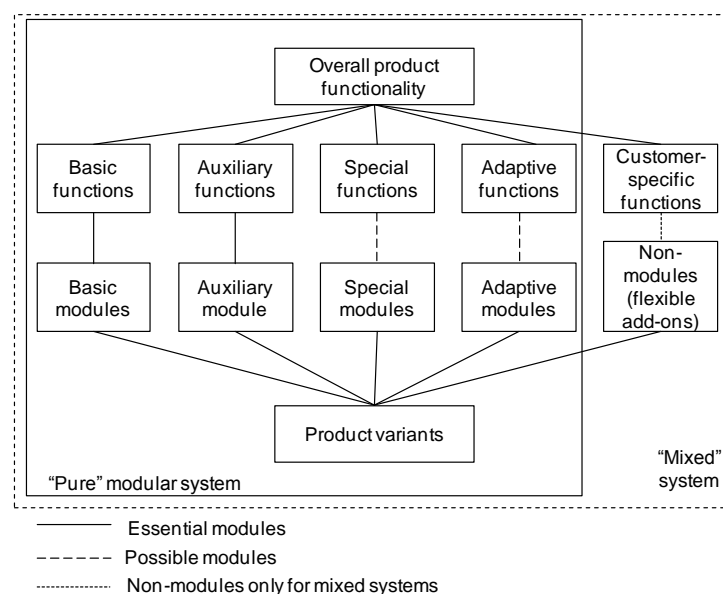 Overall product
functionality
Basic
functions
Auxiliary
functions
Special
functions
Adaptive
functions
Customer-
specific
functions
Basic
modules
Auxiliary
module
Special
modules
Adaptive
modules
Non-
modules
(flexible
add-ons)
Product variants
“Pure” modular system
“Mixed”
system
Essential modules
Possible modules
Non-modules only for mixed systems